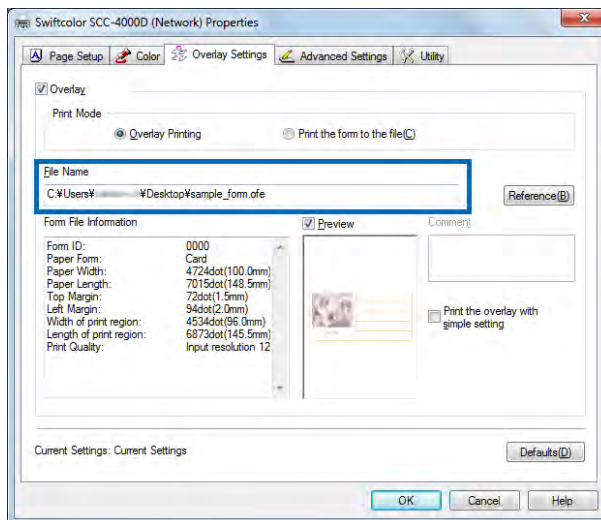 Swiftcolor SCC-4000D (Network) Properties
Page Setup Color Overlay Settings Advanced Settings Utility
Overlay
Print Mode
Overlay Printing Print the form to the file(C)
File Name
C:¥Users¥ ¥Desktop¥sample_form.ofe
Reference(B)
Form File Information Preview Comment
Form ID: 0000
Paper Form: Card
Paper Width: 4724dot(100.0mm)
Paper Length: 7015dot(148.5mm)
Top Margin: 72dot(1.5mm)
Left Margin: 94dot(2.0mm)
Width of print region: 4534dot(96.0mm)
Length of print region: 6873dot(145.5mm)
Print Quality: Input resolution 12
Print the overlay with
simple setting
Current Settings: Current Settings
Defaults(D)
OK Cancel Help